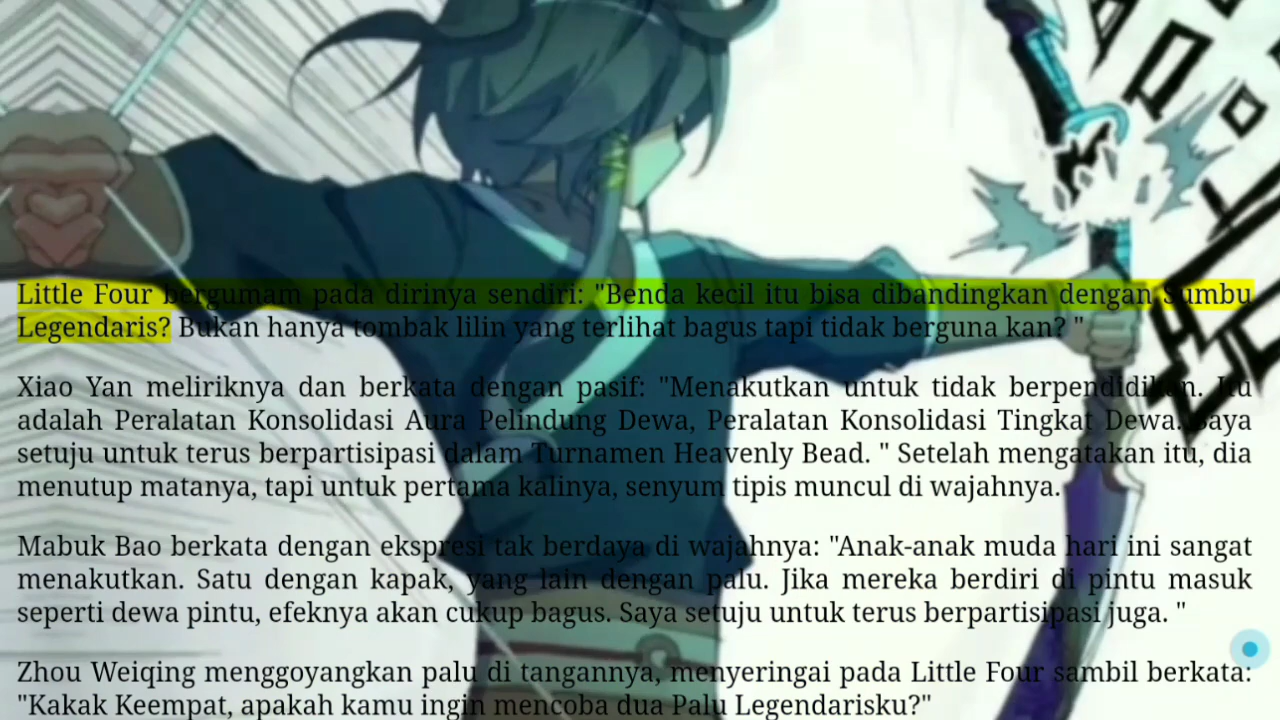 Little Four bergumam pada dirinya sendiri: "Benda kecil itu bisa dibandingkan dengan Sumbu
Legendaris? Bukan hanya tombak lilin yang terlihat bagus tapi tidak berguna kan? "
Xiao Yan meliriknya dan berkata dengan pasif: "Menakutkan untuk tidak berpendidikan. Itu
adalah Peralatan Konsolidasi Aura Pelindung Dewa, Peralatan Konsolidasi Tingkat Dewa. Saya
setuju untuk terus berpartisipasi dalam Turnamen Heavenly Bead. " Setelah mengatakan itu, dia
menutup matanya, tapi untuk pertama kalinya, senyum tipis muncul di wajahnya.
Mabuk Bao berkata dengan ekspresi tak berdaya di wajahnya: "Anak-anak muda hari ini sangat
menakutkan. Satu dengan kapak, yang lain dengan palu. Jika mereka berdiri di pintu masuk
seperti dewa pintu, efeknya akan cukup bagus. Saya setuju untuk terus berpartisipasi juga. "
Zhou Weiqing menggoyangkan palu di tangannya, menyeringai pada Little Four sambil berkata:
"Kakak Keempat, apakah kamu ingin mencoba dua Palu Legendarisku?"